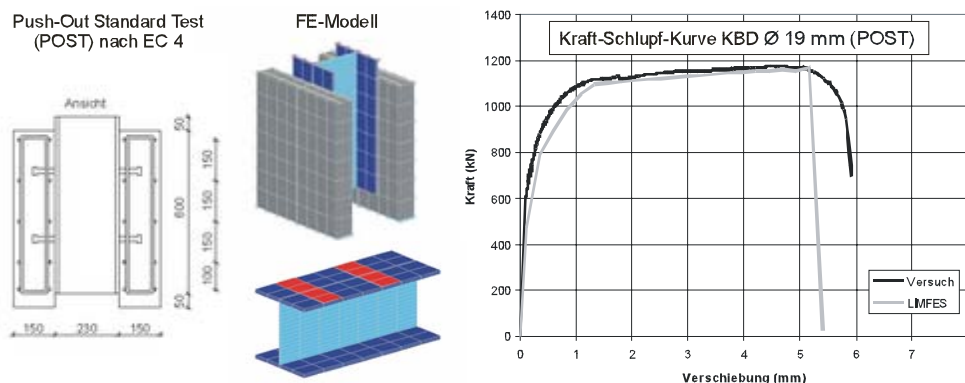 Push-Out Standard Test
(POST) nach EC 4
Ansicht
50
150
150
600
150
100
50
150
230
150
FE-Modell
Kraft-Schlupf-Kurve KBD Ø 19 mm (POST)
Kraft (kN)
1400
1200
1000
800
600
400
200
0
Versuch
LIMFES
0 1 2 3 4 5 6 7
Verschiebung (mm)